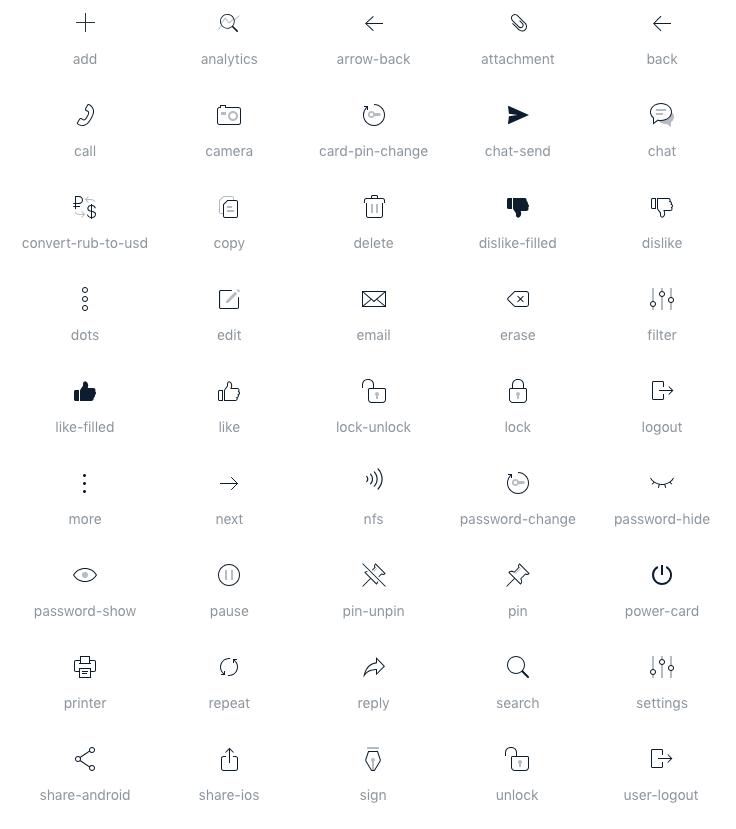 add
analytics
arrow-back
attachment
back
call
camera
card-pin-change
chat-send
chat
convert-rub-to-usd
copy
delete
dislike-filled
dislike
dots
edit
email
erase
filter
like-filled
like
lock-unlock
lock
logout
more
next
nfs
password-change
password-hide
password-show
pause
pin-unpin
pin
power-card
printer
repeat
reply
search
settings
share-android
share-ios
sign
unlock
user-logout